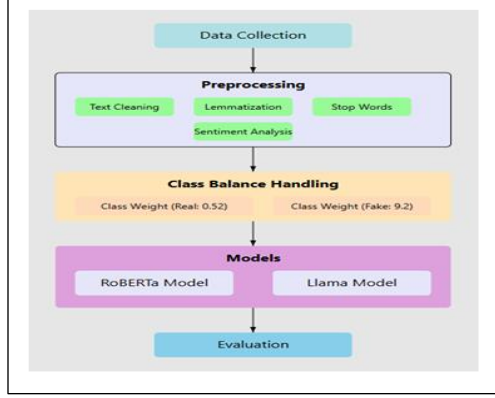 Data Collection
Preprocessing
Text Cleaning Lemmatization Stop Words
Sentiment Analysis
Class Balance Handling
Class Weight (Real: 0.52) Class Weight (Fake: 9.2)
Models
RoBERTa Model Llama Model
Evaluation